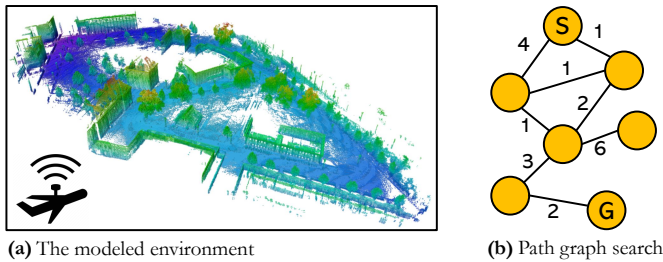 S
1
4
1
2
1
6
3
2
G
(a) The modeled environment
(b) Path graph search